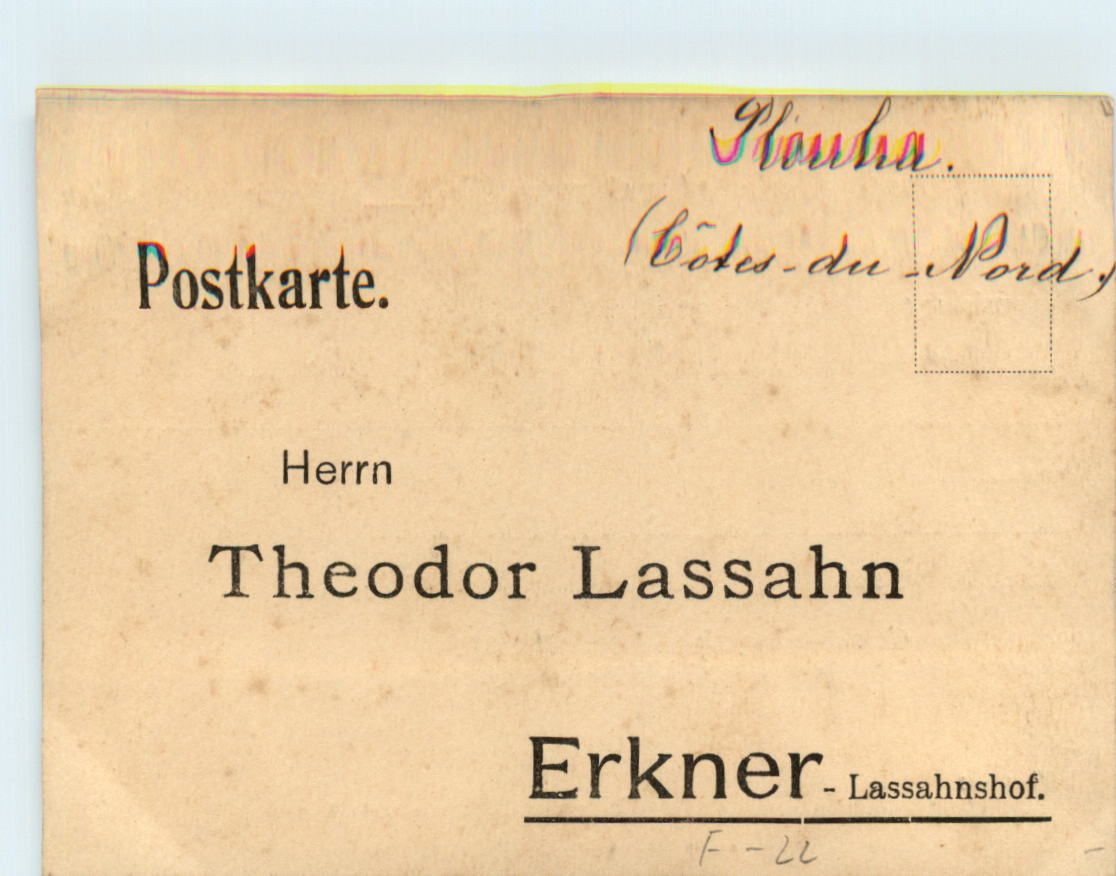 Plouha.
(Côtes-du-Nord)
Postkarte.
Herrn
Theodor Lassahn
Erkner - Lassahnshof.
F - 22